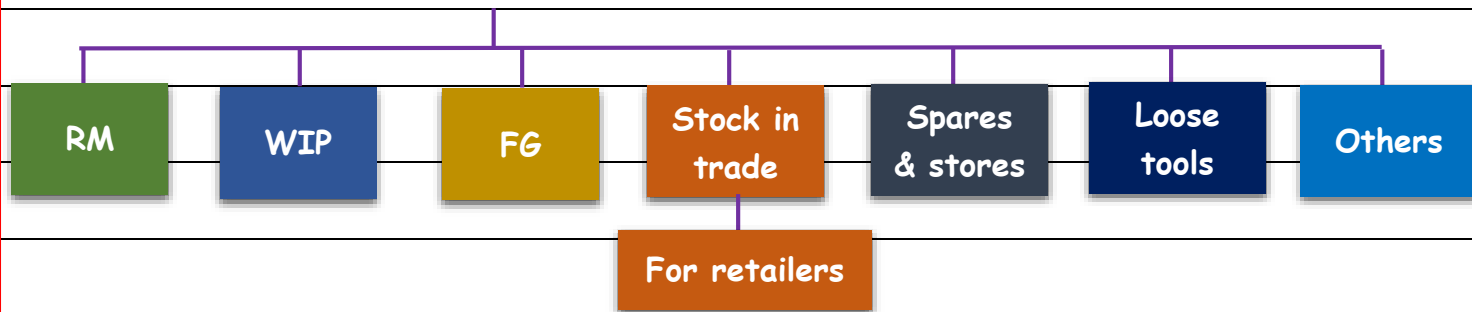 RM
WIP
FG
Stock in
trade
Spares
& stores
Loose
tools
Others
For retailers